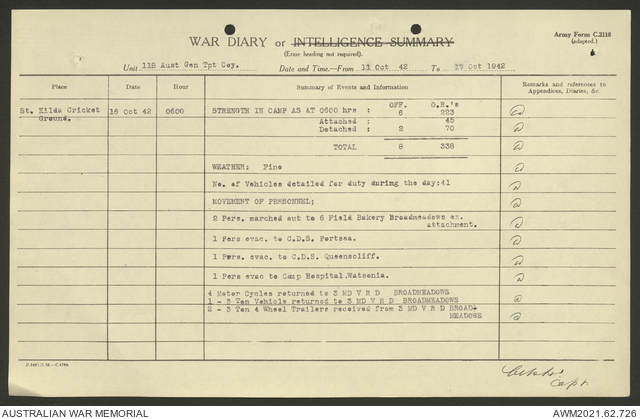 Army Form C.2118
(adapted.)
WAR DIARY or INTELLIGENCE SUMMARY
(Erase heading not required).
Unit 118 Aust Gen Tpt Coy. Date and Time.—From 11 Oct 42 To 17 Oct 1942
Place Date Hour Summary of Events and Information Remarks and references to
Appendices, Diaries, &c
St. Kilda Cricket 16 Oct 42 0600 STRENGTH IN CAMP AS AT 0600 hrs : OFF. O.R.'s
Ground. 6 223
Attached : 45
Detached : 2 70
TOTAL 8 338
WEATHER: Fine
No. of Vehicles detailed for duty during the day:41
MOVEMENT OF PERSONNEL;
2 Pers. marched out to 6 Field Bakery Broadmeadows ex.
attachment.
1 Pers evac. to C.D.S. Portsea.
1 Pers. evac. to C.D.S. Queenscliff.
1 Pers evac to Camp Hospital.Watsonia.
4 Motor Cycles returned to 3 MD V R D BROADMEADOWS
1 - 3 Ton Vehicle returned to 3 MD V R D BROADMEADOWS
2 - 3 Ton 4 Wheel Trailers received from 3 MD V R D BROAD-
MEADOWS
Capt
AUSTRALIAN WAR MEMORIAL AWM2021.62.726